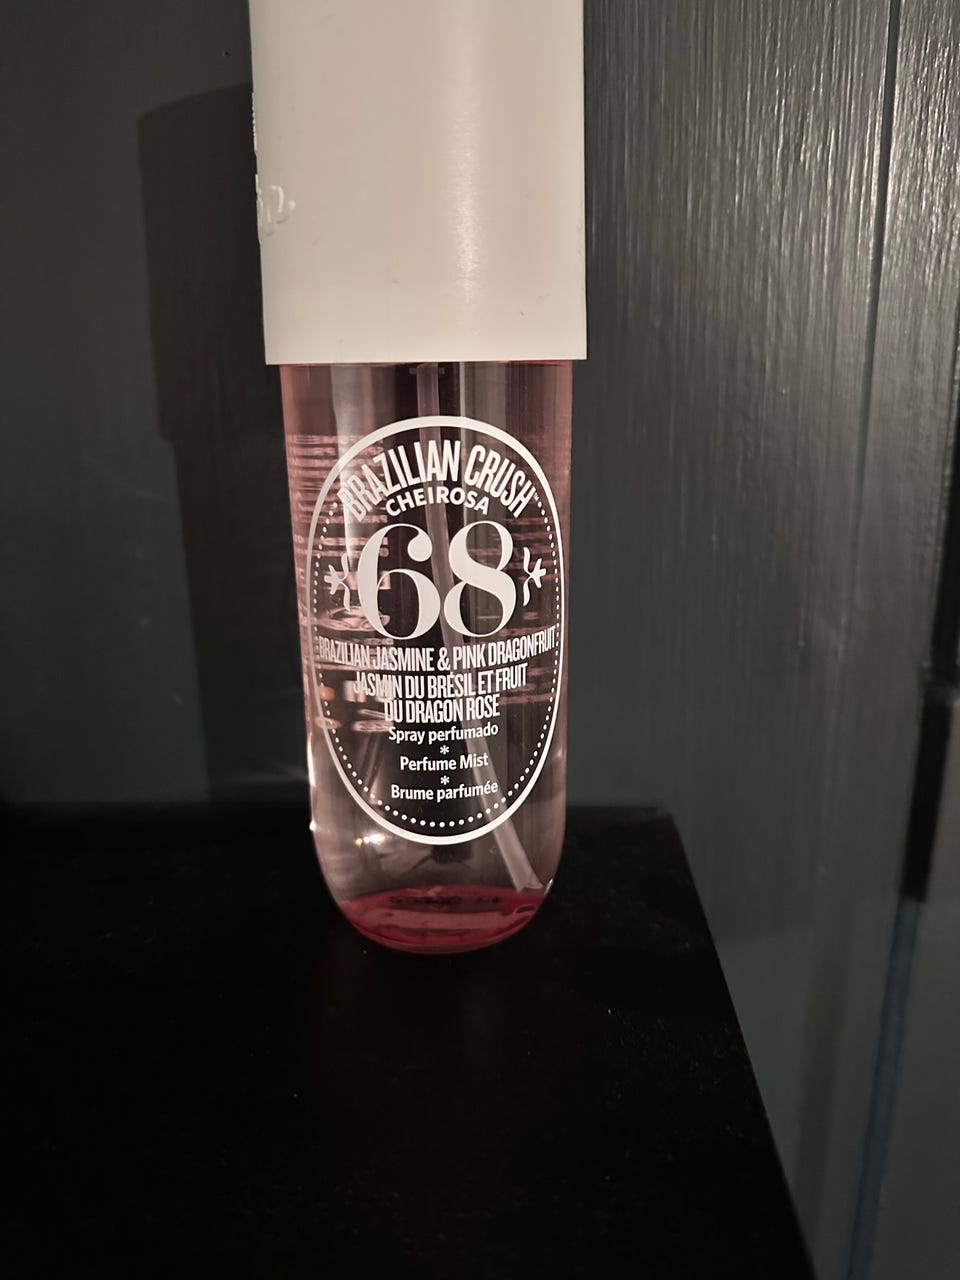 BRAZILIAN CRUSH™
CHEIROSA
68
BRAZILIAN JASMINE & PINK DRAGONFRUIT
JASMIN DU BRÉSIL ET FRUIT
DU DRAGON ROSE
Spray perfumado
*
Perfume Mist
*
Brume parfumée